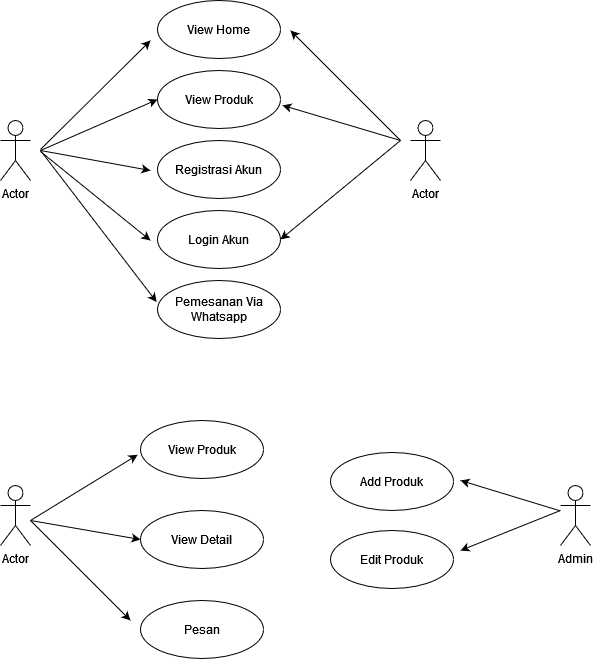 View Home
View Produk
Registrasi Akun
Login Akun
Pemesanan Via
Whatsapp
Actor
Actor
View Produk
View Detail
Pesan
Actor
Add Produk
Edit Produk
Admin